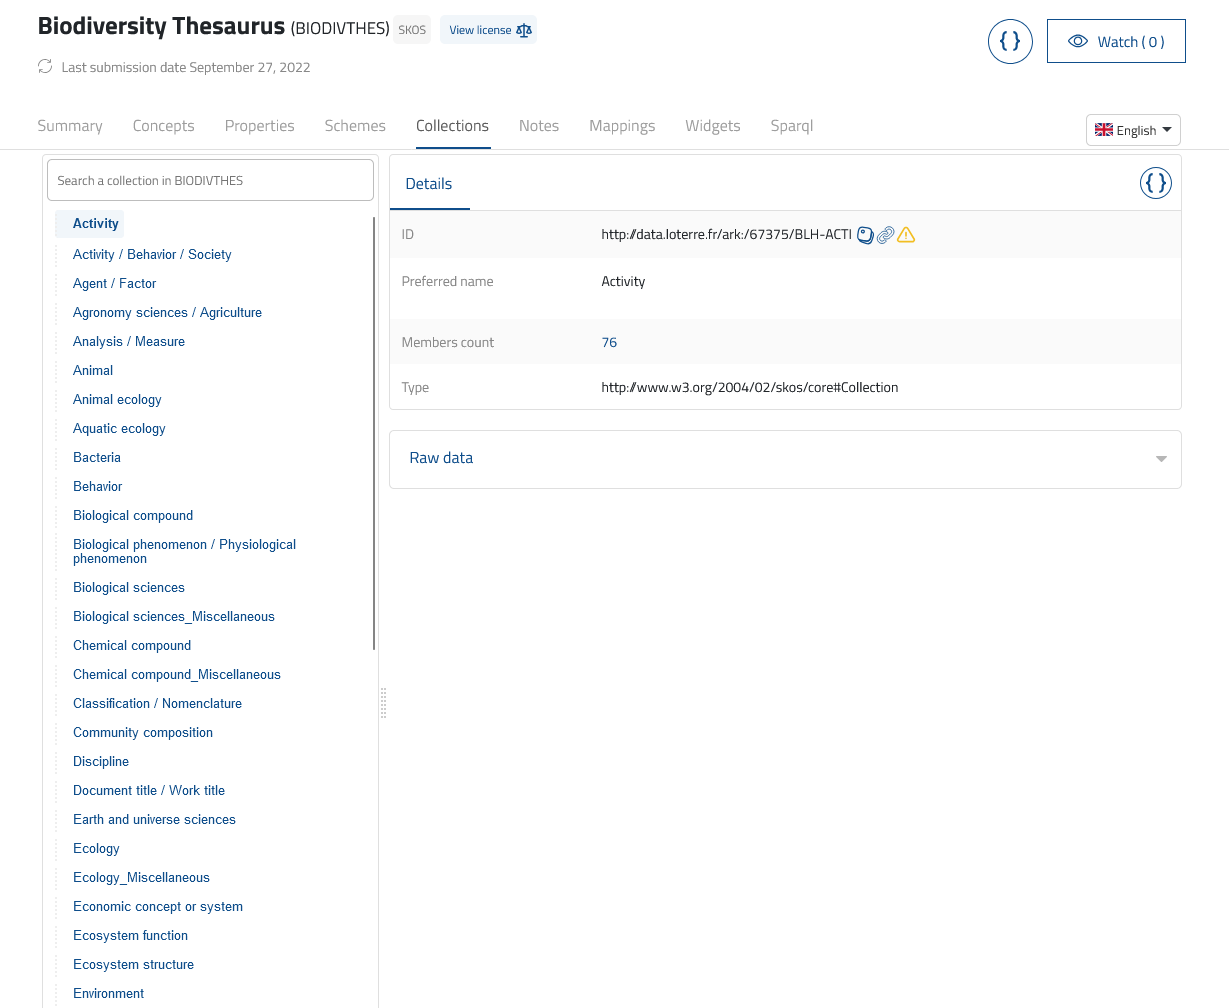 Biodiversity Thesaurus (BIODIVTHES) SKOS View license
Last submission date September 27, 2022
{ } Watch ( 0 )
Summary Concepts Properties Schemes Collections Notes Mappings Widgets Sparql English
Search a collection in BIODIVTHES
Activity
Activity / Behavior / Society
Agent / Factor
Agronomy sciences / Agriculture
Analysis / Measure
Animal
Animal ecology
Aquatic ecology
Bacteria
Behavior
Biological compound
Biological phenomenon / Physiological
phenomenon
Biological sciences
Biological sciences_Miscellaneous
Chemical compound
Chemical compound_Miscellaneous
Classification / Nomenclature
Community composition
Discipline
Document title / Work title
Earth and universe sciences
Ecology
Ecology_Miscellaneous
Economic concept or system
Ecosystem function
Ecosystem structure
Environment
Details { }
ID http://data.loterre.fr/ark:/67375/BLH-ACTI
Preferred name Activity
Members count 76
Type http://www.w3.org/2004/02/skos/core#Collection
Raw data